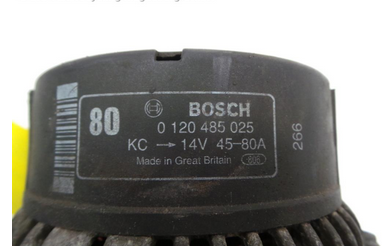 80
BOSCH
0 120 485 025
KC → 14V 45-80A
Made in Great Britain
266